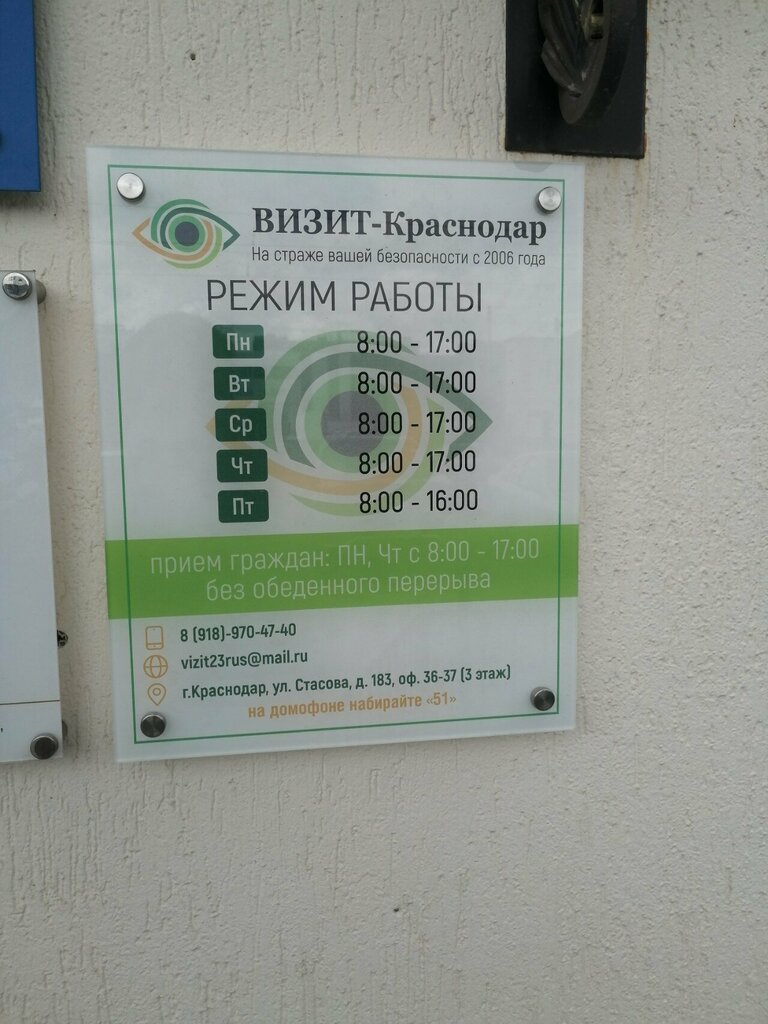 ВИЗИТ-Краснодар
На страже вашей безопасности с 2006 года
РЕЖИМ РАБОТЫ
Пн 8:00 - 17:00
Вт 8:00 - 17:00
Ср 8:00 - 17:00
Чт 8:00 - 17:00
Пт 8:00 - 16:00
прием граждан: ПН, Чт с 8:00 - 17:00
без обеденного перерыва
8 (918)-970-47-40
vizit23rus@mail.ru
г.Краснодар, ул. Стасова, д. 183, оф. 36-37 (3 этаж)
на домофоне набирайте «51»